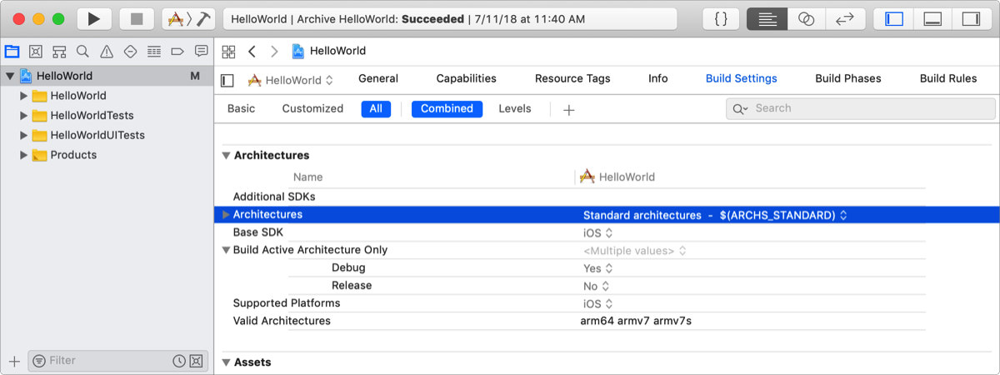 HelloWorld | Archive HelloWorld: Succeeded | 7/11/18 at 11:40 AM
HelloWorld
HelloWorld M
HelloWorld General Capabilities Resource Tags Info Build Settings Build Phases Build Rules
HelloWorld
HelloWorldTests
HelloWorldUITests
Products
Basic Customized All Combined Levels + Search
Architectures
Name HelloWorld
Additional SDKs
Architectures Standard architectures - $(ARCHS_STANDARD)
Base SDK iOS
Build Active Architecture Only <Multiple values>
Debug Yes
Release No
Supported Platforms iOS
Valid Architectures arm64 armv7 armv7s
Assets
Filter